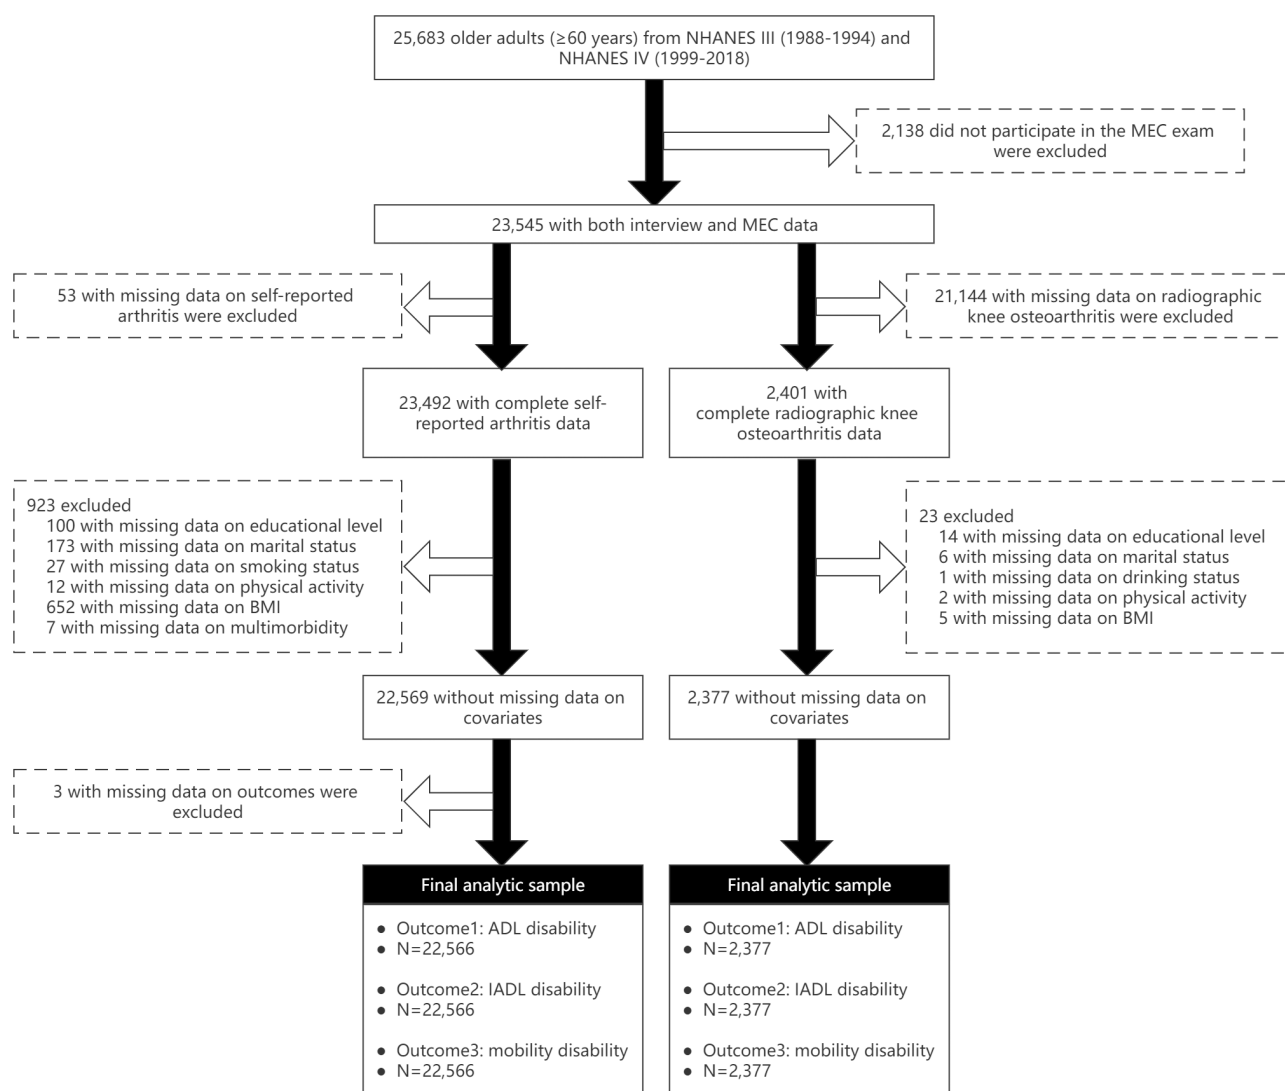 25,683 older adults (≥60 years) from NHANES III (1988-1994) and
NHANES IV (1999-2018)
2,138 did not participate in the MEC exam
were excluded
23,545 with both interview and MEC data
53 with missing data on self-reported
arthritis were excluded
21,144 with missing data on radiographic
knee osteoarthritis were excluded
23,492 with complete self-
reported arthritis data
2,401 with
complete radiographic knee
osteoarthritis data
923 excluded
100 with missing data on educational level
173 with missing data on marital status
27 with missing data on smoking status
12 with missing data on physical activity
652 with missing data on BMI
7 with missing data on multimorbidity
23 excluded
14 with missing data on educational level
6 with missing data on marital status
1 with missing data on drinking status
2 with missing data on physical activity
5 with missing data on BMI
22,569 without missing data on
covariates
2,377 without missing data on
covariates
3 with missing data on outcomes were
excluded
Final analytic sample
● Outcome1: ADL disability
● N=22,566
● Outcome2: IADL disability
● N=22,566
● Outcome3: mobility disability
● N=22,566
Final analytic sample
● Outcome1: ADL disability
● N=2,377
● Outcome2: IADL disability
● N=2,377
● Outcome3: mobility disability
● N=2,377